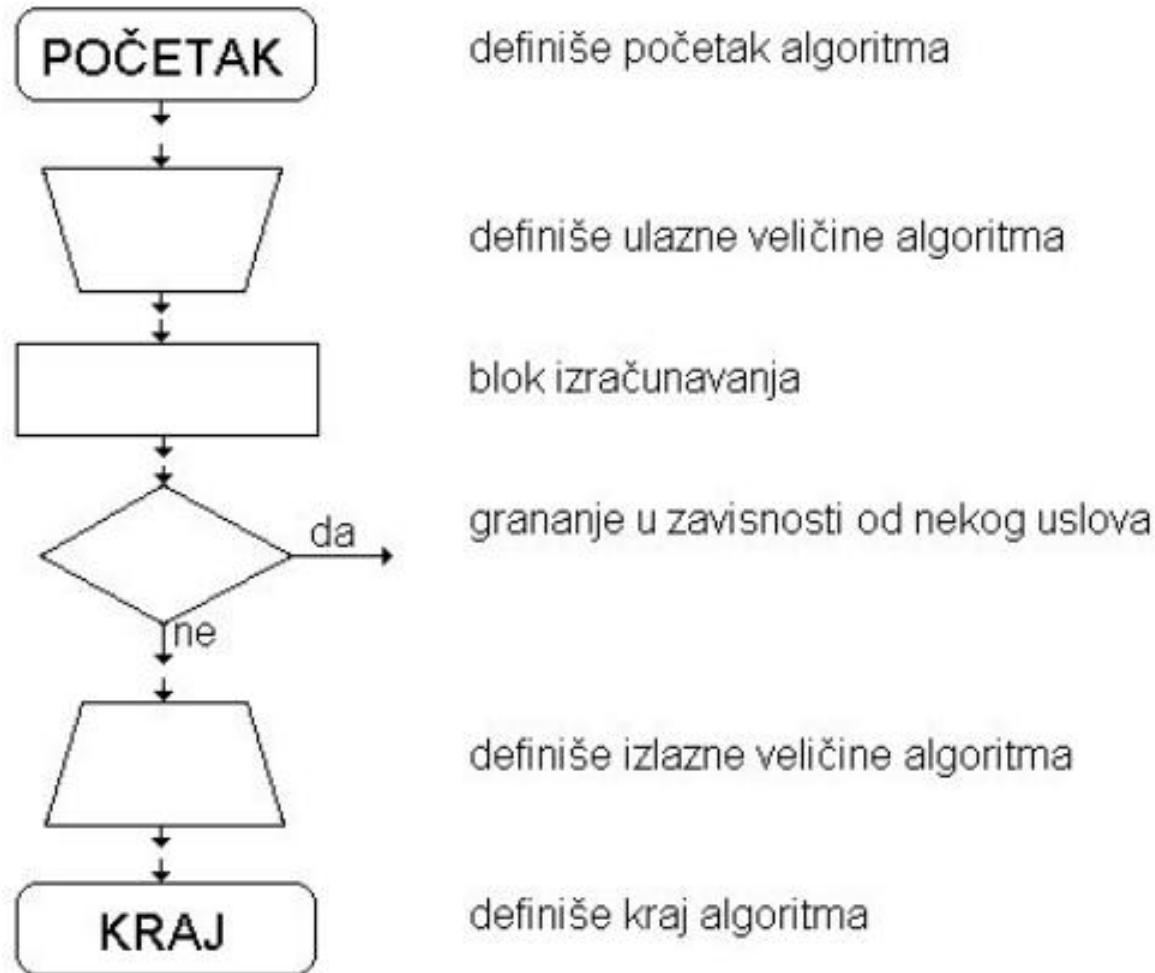 POČETAK
definiše početak algoritma
definiše ulazne veličine algoritma
blok izračunavanja
grananje u zavisnosti od nekog uslova
da
ne
definiše izlazne veličine algoritma
KRAJ
definiše kraj algoritma